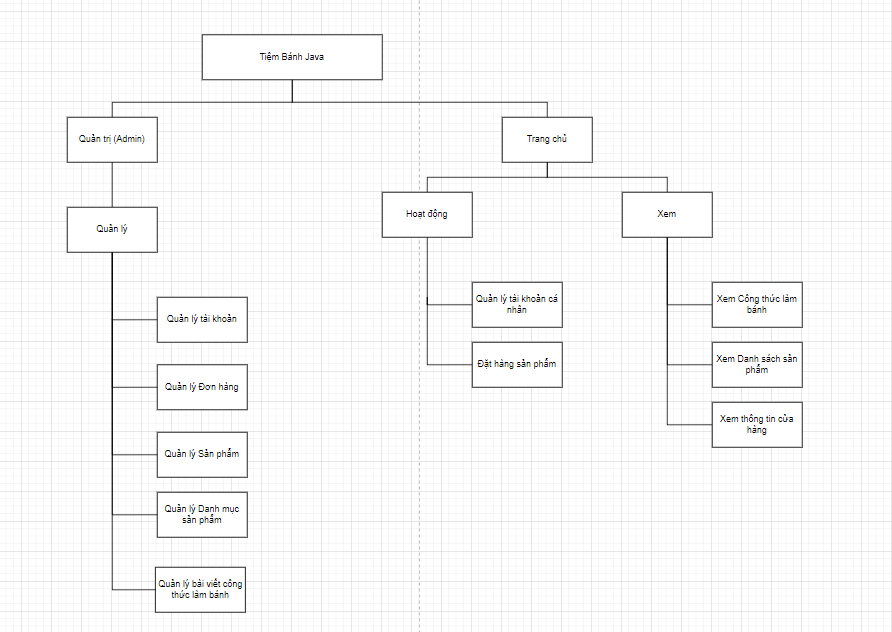 Tiệm Bánh Java
Quản trị (Admin)
Trang chủ
Quản lý
Hoạt động
Xem
Quản lý tài khoản
Quản lý Đơn hàng
Quản lý Sản phẩm
Quản lý Danh mục
sản phẩm
Quản lý bài viết công
thức làm bánh
Quản lý tài khoản cá
nhân
Đặt hàng sản phẩm
Xem Công thức làm
bánh
Xem Danh sách sản
phẩm
Xem thông tin cửa
hàng